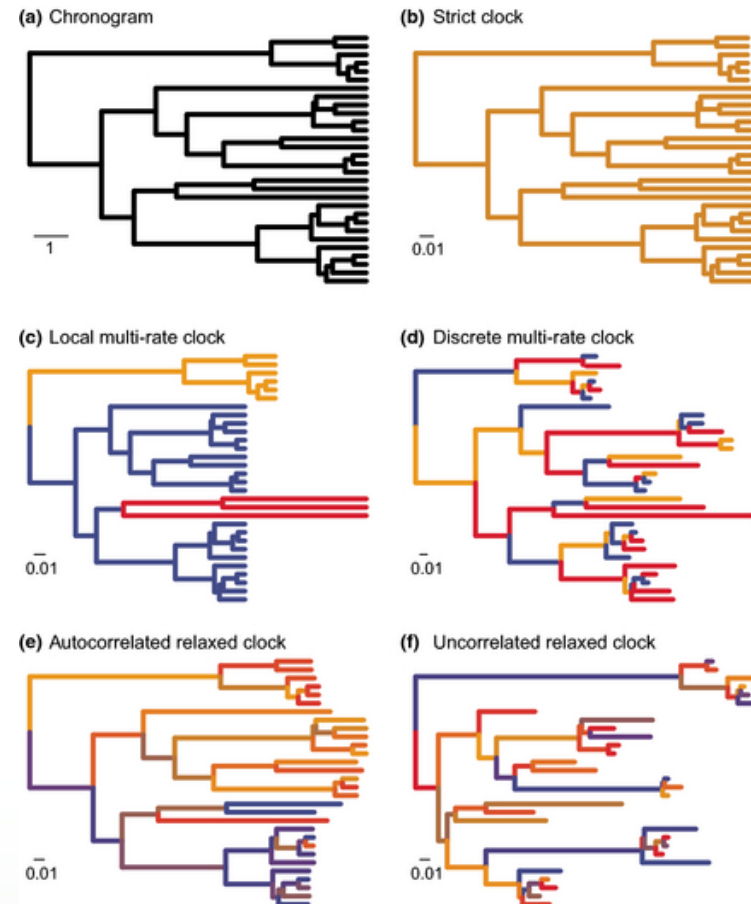 (a) Chronogram
(b) Strict clock
1
0.01
(c) Local multi-rate clock
(d) Discrete multi-rate clock
0.01
0.01
(e) Autocorrelated relaxed clock
(f) Uncorrelated relaxed clock
0.01
0.01